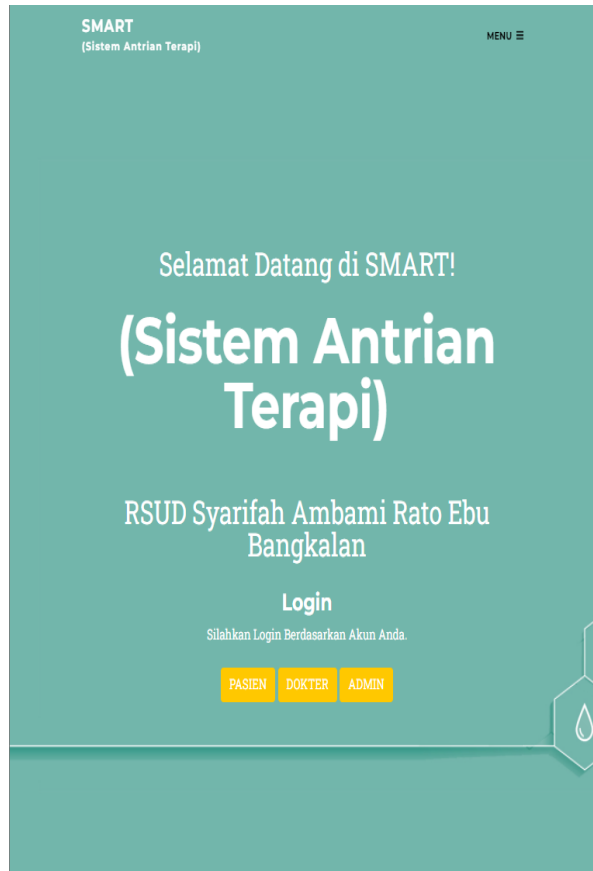 SMART
(Sistem Antrian Terapi)
MENU ☰
Selamat Datang di SMART!
(Sistem Antrian
Terapi)
RSUD Syarifah Ambami Rato Ebu
Bangkalan
Login
Silahkan Login Berdasarkan Akun Anda.
PASIEN DOKTER ADMIN